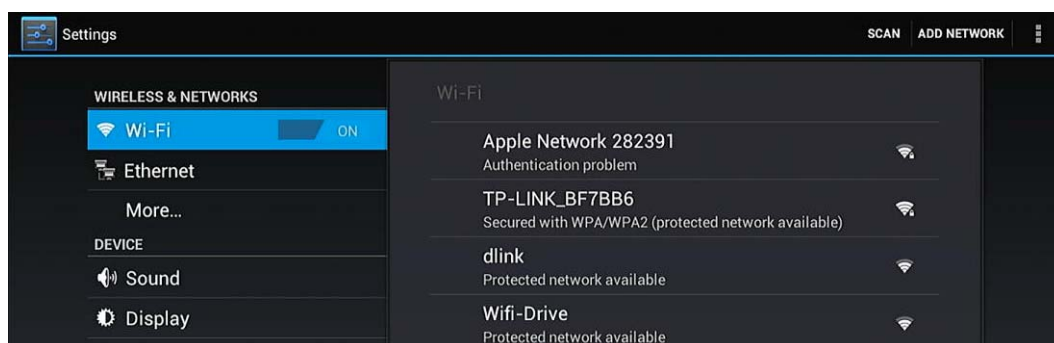 Settings
SCAN ADD NETWORK
WIRELESS & NETWORKS
Wi-Fi ON
Ethernet
More...
DEVICE
Sound
Display
Wi-Fi
Apple Network 282391
Authentication problem
TP-LINK_BF7BB6
Secured with WPA/WPA2 (protected network available)
dlink
Protected network available
Wifi-Drive
Protected network available